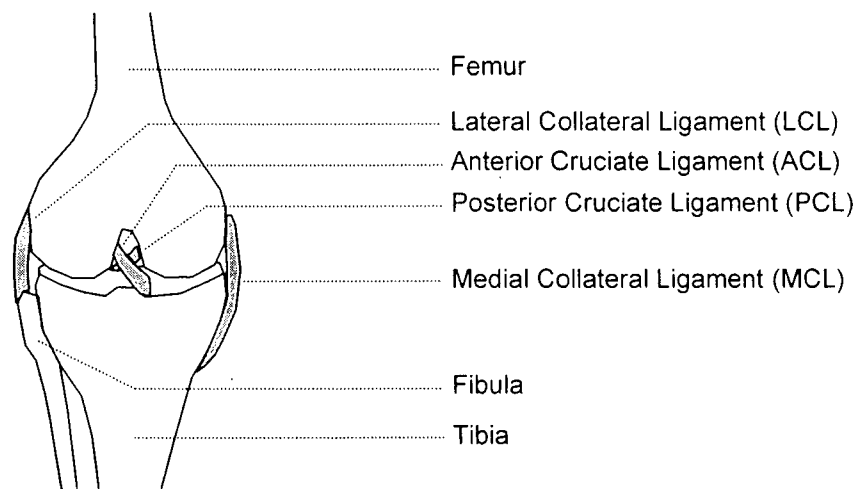 Femur
Lateral Collateral Ligament (LCL)
Anterior Cruciate Ligament (ACL)
Posterior Cruciate Ligament (PCL)
Medial Collateral Ligament (MCL)
Fibula
Tibia